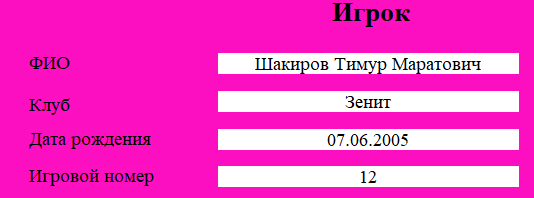 Игрок
ФИО Шакиров Тимур Маратович
Клуб Зенит
Дата рождения 07.06.2005
Игровой номер 12